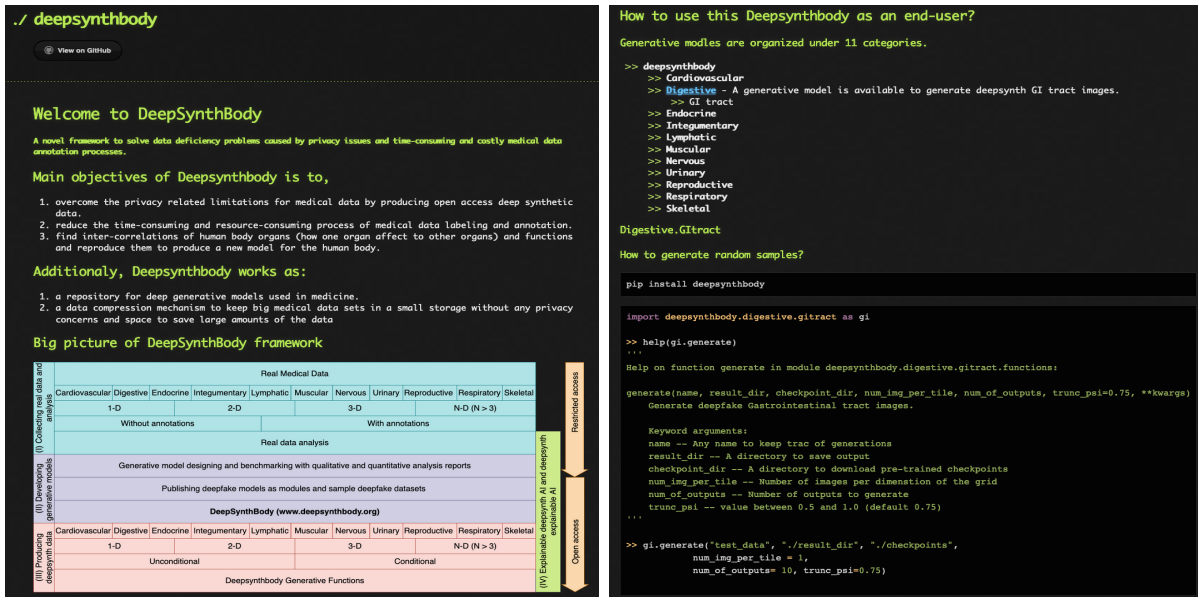 ./ deepsynthbody
View on GitHub
Welcome to DeepSynthBody
A novel framework to solve data deficiency problems caused by privacy issues and time-consuming and costly medical data
annotation processes.
Main objectives of Deepsynthbody is to,
1. overcome the privacy related limitations for medical data by producing open access deep synthetic
data.
2. reduce the time-consuming and resource-consuming process of medical data labeling and annotation.
3. find inter-correlations of human body organs (how one organ affect to other organs) and functions
and reproduce them to produce a new model for the human body.
Additionaly, Deepsynthbody works as:
1. a repository for deep generative models used in medicine.
2. a data compression mechanism to keep big medical data sets in a small storage without any privacy
concerns and space to save large amounts of the data
Big picture of DeepSynthBody framework
(I) Collecting real data and
analysis
Real Medical Data
Cardiovascular Digestive Endocrine Integumentary Lymphatic Muscular Nervous Urinary Reproductive Respiratory Skeletal
1-D 2-D 3-D N-D (N > 3)
Without annotations With annotations
Real data analysis
(II) Developing
generative models
Generative model designing and benchmarking with qualitative and quantitative analysis reports
Publishing deepfake models as modules and sample deepfake datasets
DeepSynthBody (www.deepsynthbody.org)
(III) Producing
deepsynth data
Cardiovascular Digestive Endocrine Integumentary Lymphatic Muscular Nervous Urinary Reproductive Respiratory Skeletal
1-D 2-D 3-D N-D (N > 3)
Unconditional Conditional
Deepsynthbody Generative Functions
(IV) Explainable deepsynth AI and deepsynth
explainable AI
Restricted access
Open access
How to use this Deepsynthbody as an end-user?
Generative modles are organized under 11 categories.
>> deepsynthbody
>> Cardiovascular
>> Digestive - A generative model is available to generate deepsynth GI tract images.
>> GI tract
>> Endocrine
>> Integumentary
>> Lymphatic
>> Muscular
>> Nervous
>> Urinary
>> Reproductive
>> Respiratory
>> Skeletal
Digestive.GItract
How to generate random samples?
pip install deepsynthbody
import deepsynthbody.digestive.gitract as gi
>> help(gi.generate)
'''
Help on function generate in module deepsynthbody.digestive.gitract.functions:
generate(name, result_dir, checkpoint_dir, num_img_per_tile, num_of_outputs, trunc_psi=0.75, **kwargs)
Generate deepfake Gastrointestinal tract images.
Keyword arguments:
name -- Any name to keep trac of generations
result_dir -- A directory to save output
checkpoint_dir -- A directory to download pre-trained checkpoints
num_img_per_tile -- Number of images per dimenstion of the grid
num_of_outputs -- Number of outputs to generate
trunc_psi -- value between 0.5 and 1.0 (default 0.75)
'''
>> gi.generate("test_data", "./result_dir", "./checkpoints",
num_img_per_tile = 1,
num_of_outputs= 10, trunc_psi=0.75)